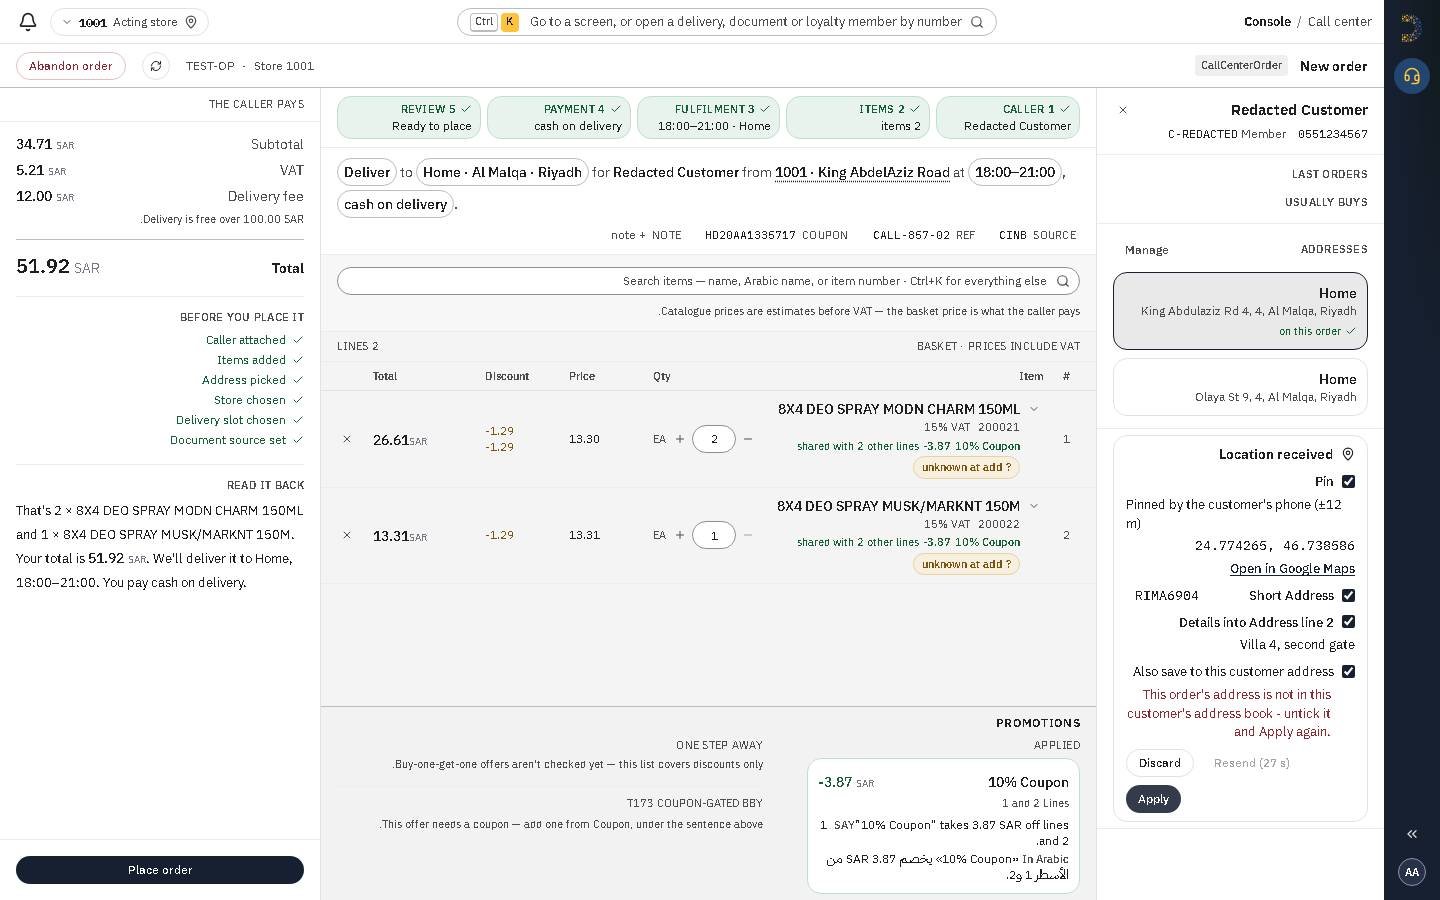 Console / Call center
Go to a screen, or open a delivery, document or loyalty member by number
Ctrl K
1001 Acting store
New order
CallCenterOrder
TEST-OP · Store 1001
Abandon order
Redacted Customer
C-REDACTED Member 0551234567
LAST ORDERS
USUALLY BUYS
ADDRESSES
Manage
Home
King Abdulaziz Rd 4, 4, Al Malqa, Riyadh
on this order ✓
Home
Olaya St 9, 4, Al Malqa, Riyadh
Location received
Pin
Pinned by the customer's phone (±12
m)
24.774265, 46.738586
Open in Google Maps
Short Address
RIMA6904
Details into Address line 2
Villa 4, second gate
Also save to this customer address
This order's address is not in this
customer's address book - untick it
and Apply again.
Discard
Resend (27 s)
Apply
CALLER 1 ✓
Redacted Customer
ITEMS 2 ✓
items 2
FULFILMENT 3 ✓
18:00–21:00 · Home
PAYMENT 4 ✓
cash on delivery
REVIEW 5 ✓
Ready to place
Deliver to Home · Al Malqa · Riyadh for Redacted Customer from 1001 · King AbdelAziz Road at 18:00–21:00,
cash on delivery.
note + NOTE HD20AA1335717 COUPON CALL-857-02 REF CINB SOURCE
Search items — name, Arabic name, or item number · Ctrl+K for everything else
.Catalogue prices are estimates before VAT — the basket price is what the caller pays
BASKET · PRICES INCLUDE VAT
LINES 2
# Item Qty Price Discount Total
1
8X4 DEO SPRAY MODN CHARM 150ML
15% VAT 200021
shared with 2 other lines -3.87 10% Coupon
unknown at add ?
EA + 2 −
13.30
-1.29
-1.29
26.61SAR
2
8X4 DEO SPRAY MUSK/MARKNT 150M
15% VAT 200022
shared with 2 other lines -3.87 10% Coupon
unknown at add ?
EA + 1 −
13.31
-1.29
13.31SAR
PROMOTIONS
APPLIED
10% Coupon
-3.87 SAR
1 and 2 Lines
1 SAY"10% Coupon" takes 3.87 SAR off lines
.and 2
In Arabic «10% Coupon» يخصم 3.87 SAR من
الأسطر 1 و2.
ONE STEP AWAY
.Buy-one-get-one offers aren't checked yet — this list covers discounts only
T173 COUPON-GATED BBY
.This offer needs a coupon — add one from Coupon, under the sentence above
THE CALLER PAYS
Subtotal 34.71 SAR
VAT 5.21 SAR
Delivery fee 12.00 SAR
.Delivery is free over 100.00 SAR
Total 51.92 SAR
BEFORE YOU PLACE IT
Caller attached ✓
Items added ✓
Address picked ✓
Store chosen ✓
Delivery slot chosen ✓
Document source set ✓
READ IT BACK
That's 2 × 8X4 DEO SPRAY MODN CHARM 150ML
and 1 × 8X4 DEO SPRAY MUSK/MARKNT 150M.
Your total is 51.92 SAR. We'll deliver it to Home,
18:00–21:00. You pay cash on delivery.
Place order
AA